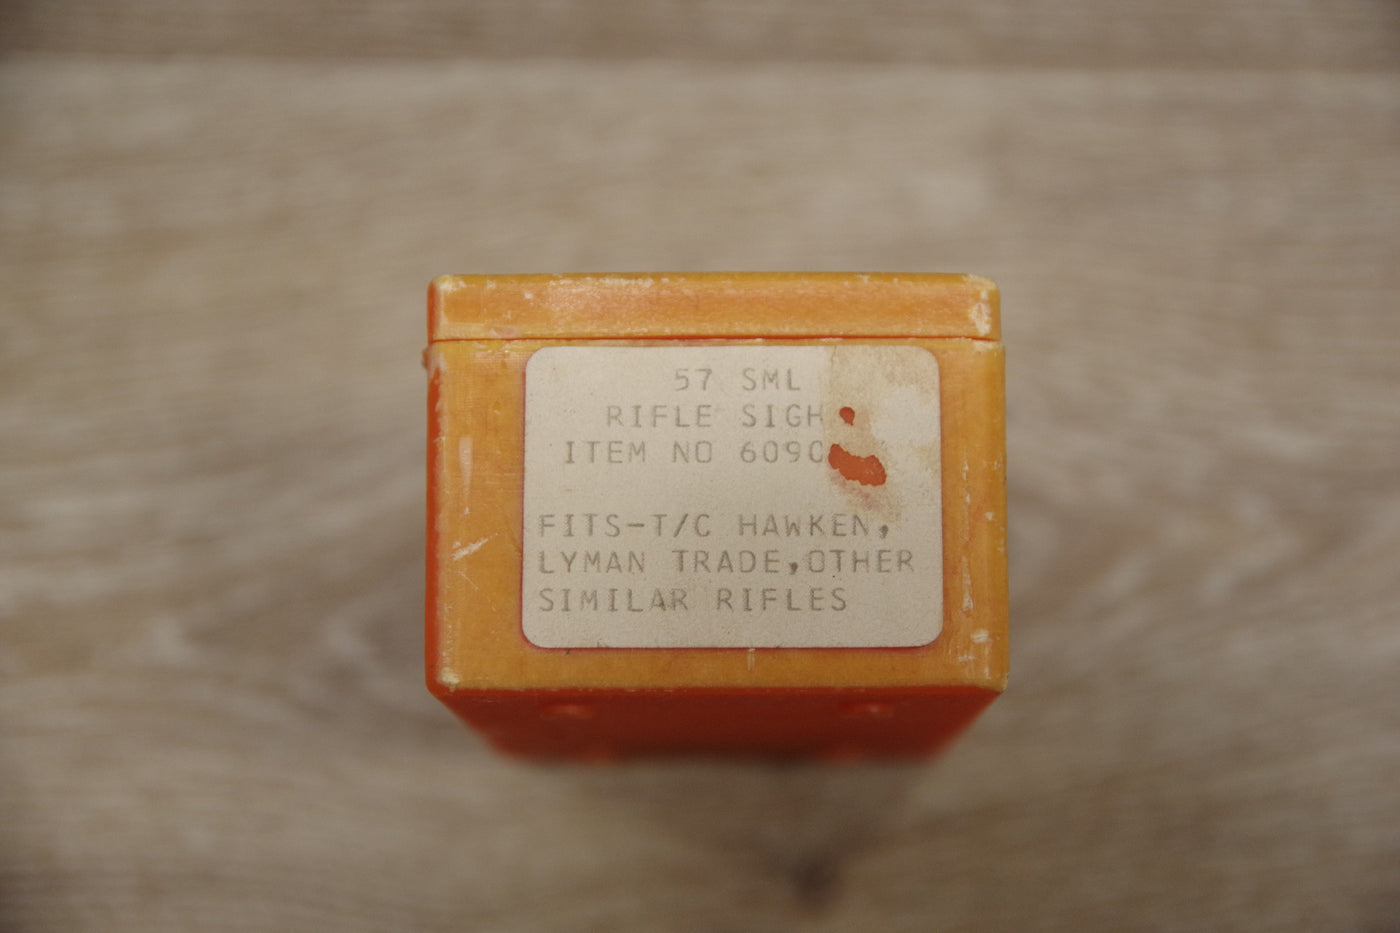 57 SML
RIFLE SIGH
ITEM NO 6090
FITS-T/C HAWKEN,
LYMAN TRADE,OTHER
SIMILAR RIFLES